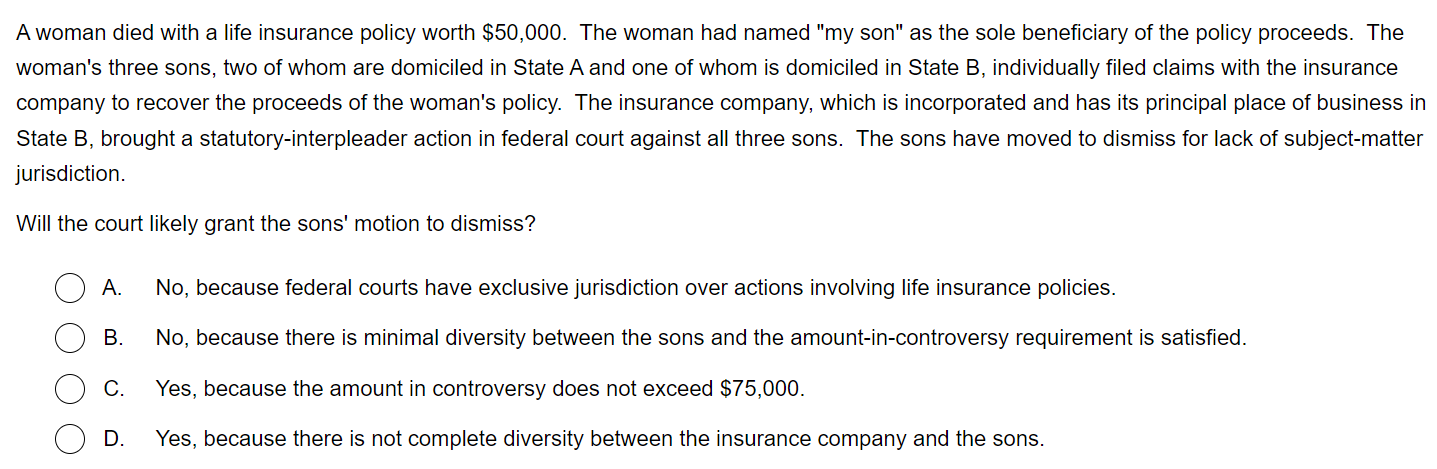 A woman died with a life insurance policy worth $50,000.  The woman had named "my son" as the sole beneficiary of the policy proceeds.  The
woman's three sons, two of whom are domiciled in State A and one of whom is domiciled in State B, individually filed claims with the insurance
company to recover the proceeds of the woman's policy.  The insurance company, which is incorporated and has its principal place of business in
State B, brought a statutory-interpleader action in federal court against all three sons.  The sons have moved to dismiss for lack of subject-matter
jurisdiction.
Will the court likely grant the sons' motion to dismiss?
A. No, because federal courts have exclusive jurisdiction over actions involving life insurance policies.
B. No, because there is minimal diversity between the sons and the amount-in-controversy requirement is satisfied.
C. Yes, because the amount in controversy does not exceed $75,000.
D. Yes, because there is not complete diversity between the insurance company and the sons.